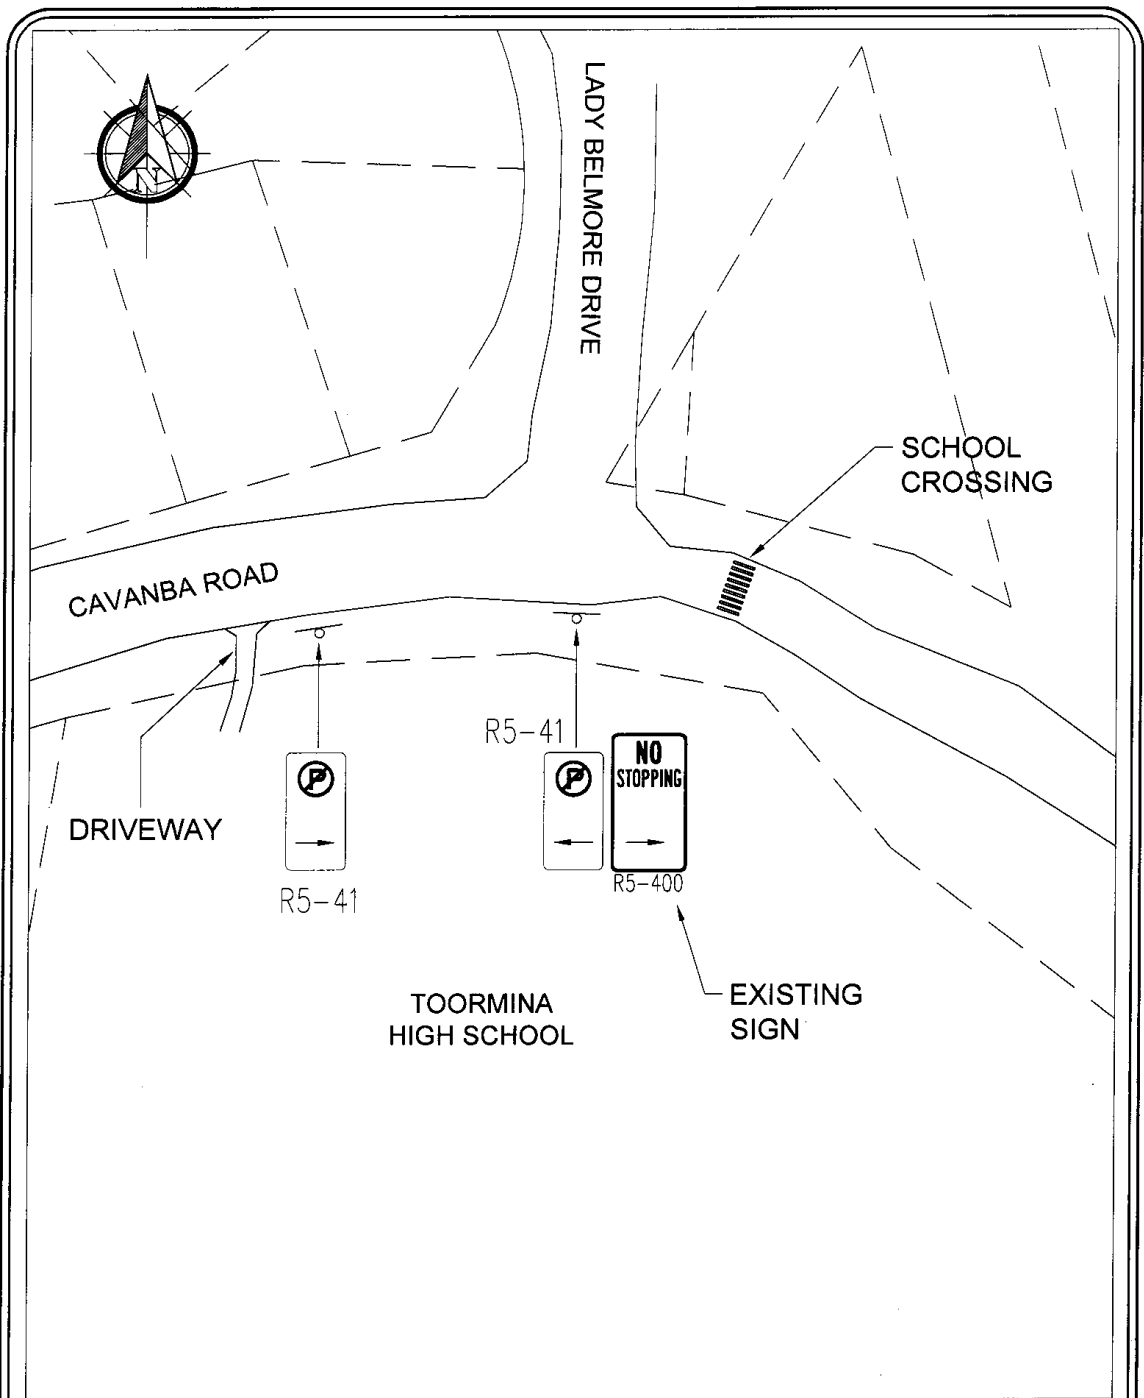 N
LADY BELMORE DRIVE
SCHOOL
CROSSING
CAVANBA ROAD
R5-41
P
P
NO
STOPPING
DRIVEWAY
R5-41
R5-400
TOORMINA
HIGH SCHOOL
EXISTING
SIGN